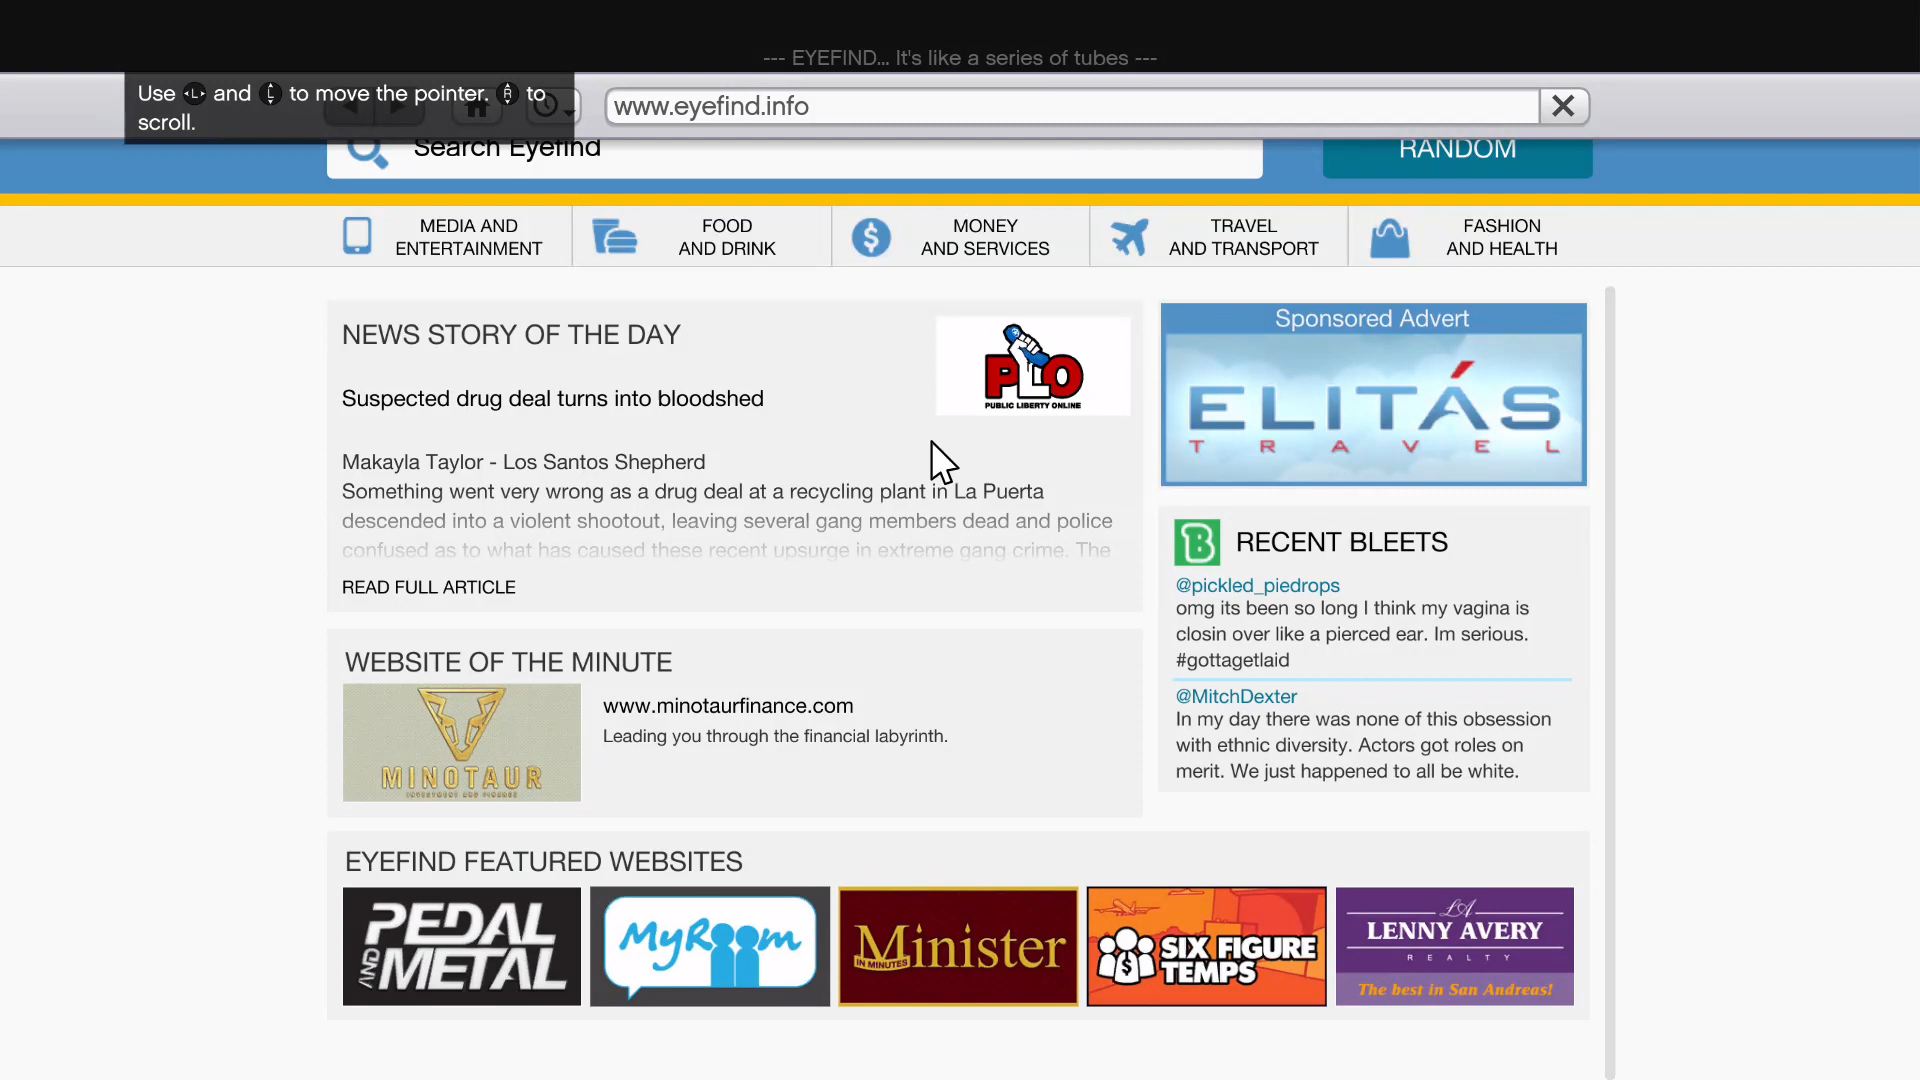 --- EYEFIND... It's like a series of tubes ---
Use L and L to move the pointer. R to
scroll.
www.eyefind.info
Search Eyefind
RANDOM
MEDIA AND
ENTERTAINMENT
FOOD
AND DRINK
MONEY
AND SERVICES
TRAVEL
AND TRANSPORT
FASHION
AND HEALTH
NEWS STORY OF THE DAY
PLO
PUBLIC LIBERTY ONLINE
Suspected drug deal turns into bloodshed
Makayla Taylor - Los Santos Shepherd
Something went very wrong as a drug deal at a recycling plant in La Puerta
descended into a violent shootout, leaving several gang members dead and police
confused as to what has caused these recent upsurge in extreme gang crime. The
READ FULL ARTICLE
Sponsored Advert
ELITÁS
TRAVEL
B
RECENT BLEETS
@pickled_piedrops
omg its been so long I think my vagina is
closin over like a pierced ear. Im serious.
#gottagetlaid
@MitchDexter
In my day there was none of this obsession
with ethnic diversity. Actors got roles on
merit. We just happened to all be white.
WEBSITE OF THE MINUTE
MINOTAUR
INVESTMENT AND FINANCE
www.minotaurfinance.com
Leading you through the financial labyrinth.
EYEFIND FEATURED WEBSITES
PEDAL
AND METAL
MyRoom
Minister
IN MINUTES
SIX FIGURE
TEMPS
LA
LENNY AVERY
REALTY
The best in San Andreas!